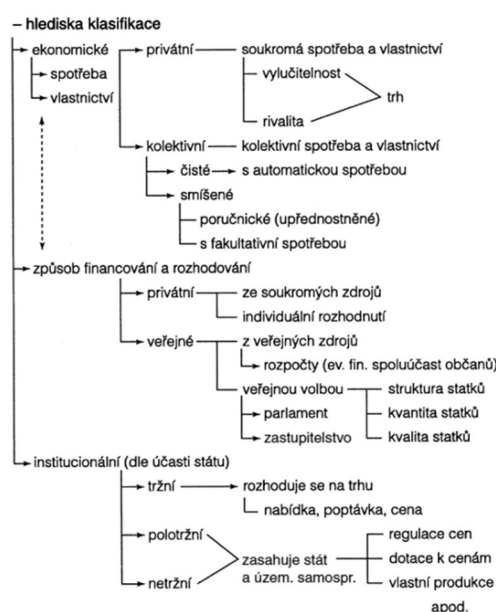 – hlediska klasifikace
ekonomické privátní soukromá spotřeba a vlastnictví
spotřeba vylučitelnost
vlastnictví trh
rivalita
kolektivní kolektivní spotřeba a vlastnictví
čisté s automatickou spotřebou
smíšené
poručnické (upřednostněné)
s fakultativní spotřebou
způsob financování a rozhodování
privátní ze soukromých zdrojů
individuální rozhodnutí
veřejné z veřejných zdrojů
rozpočty (ev. fin. spoluúčast občanů)
veřejnou volbou struktura statků
parlament kvantita statků
zastupitelstvo kvalita statků
institucionální (dle účasti státu)
tržní rozhoduje se na trhu
nabídka, poptávka, cena
polotržní regulace cen
zasahuje stát dotace k cenám
a územ. samospr.
netržní vlastní produkce
apod.